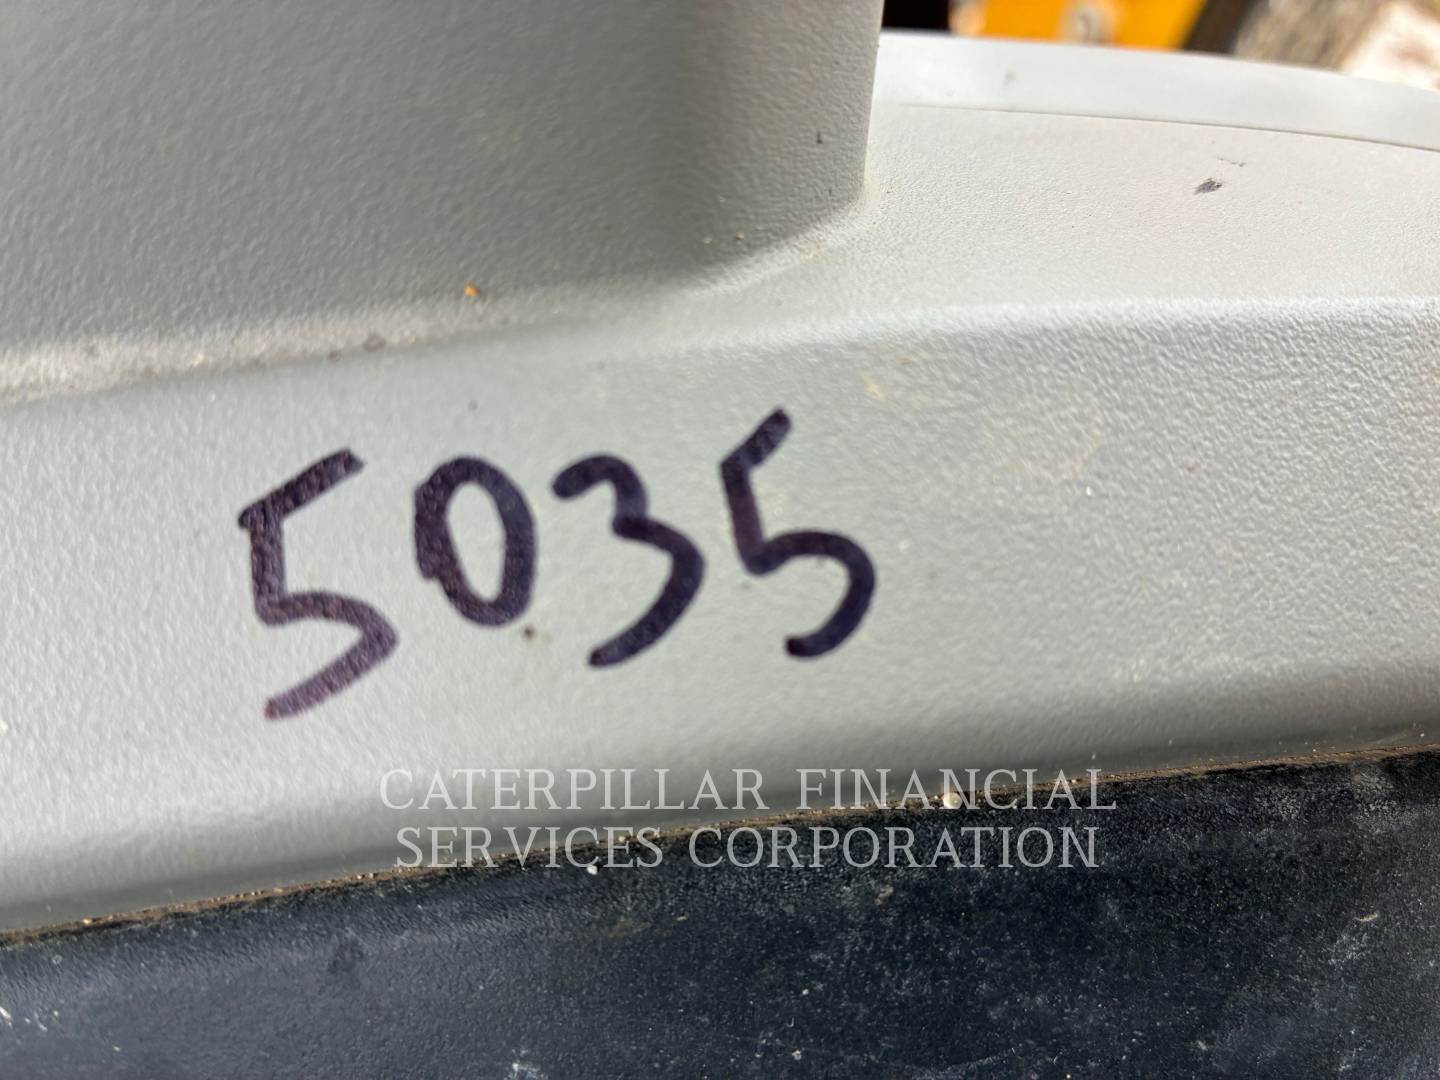 5035
CATERPILLAR FINANCIAL
SERVICES CORPORATION